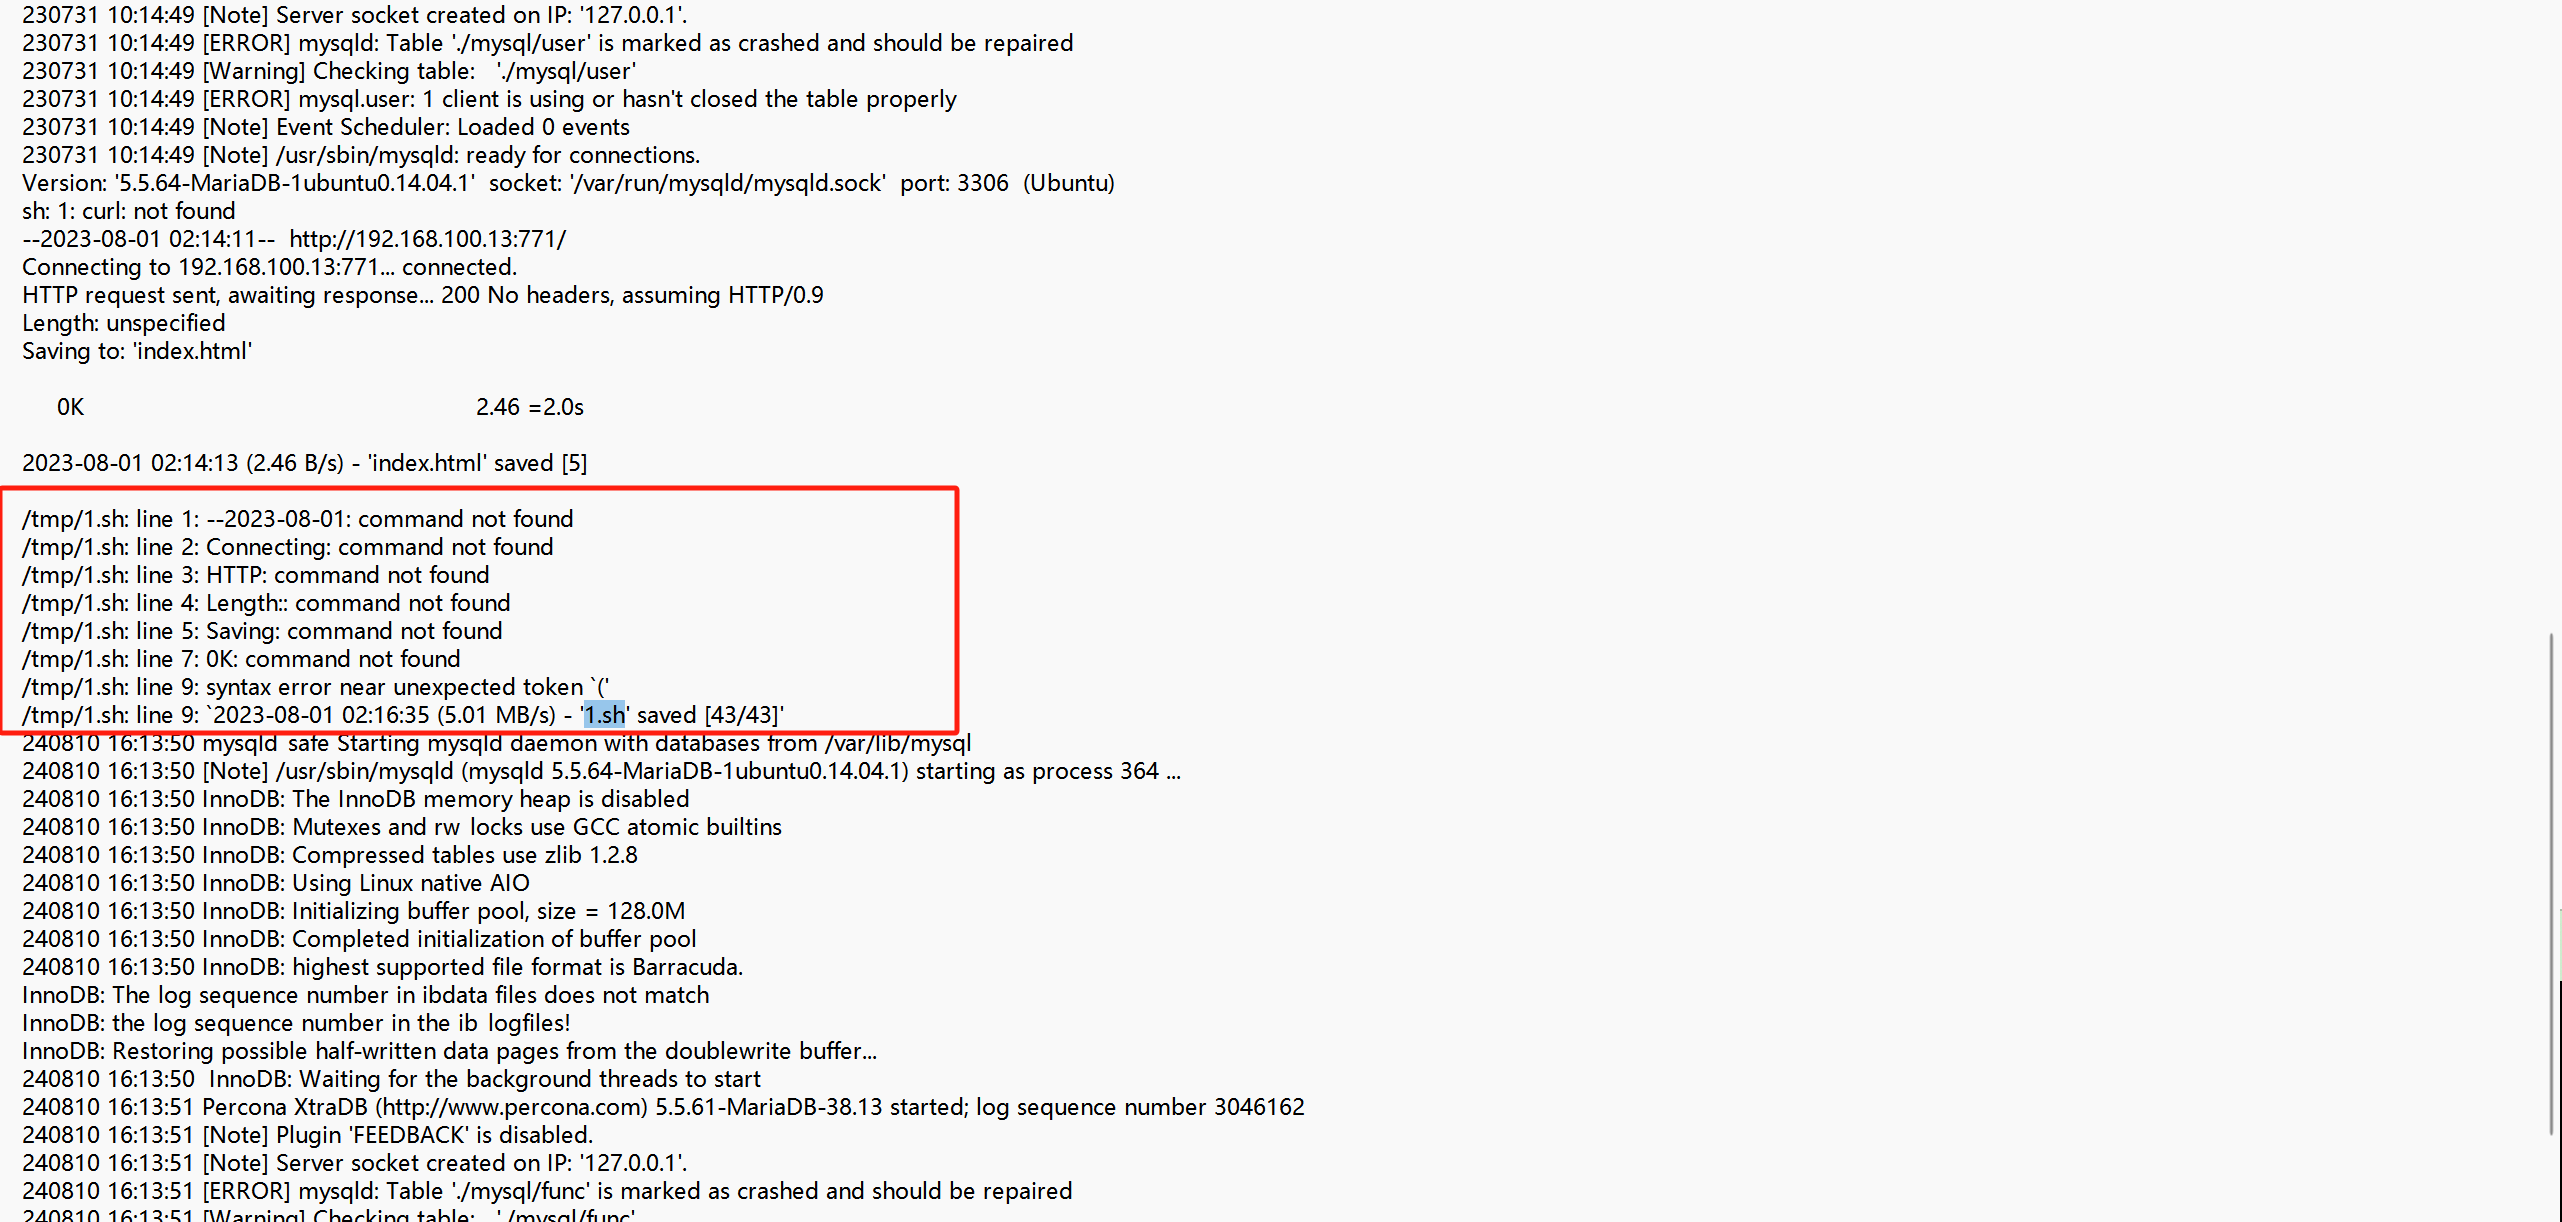 230731 10:14:49 [Note] Server socket created on IP: '127.0.0.1'.
230731 10:14:49 [ERROR] mysqld: Table './mysql/user' is marked as crashed and should be repaired
230731 10:14:49 [Warning] Checking table:   './mysql/user'
230731 10:14:49 [ERROR] mysql.user: 1 client is using or hasn't closed the table properly
230731 10:14:49 [Note] Event Scheduler: Loaded 0 events
230731 10:14:49 [Note] /usr/sbin/mysqld: ready for connections.
Version: '5.5.64-MariaDB-1ubuntu0.14.04.1'  socket: '/var/run/mysqld/mysqld.sock'  port: 3306  (Ubuntu)
sh: 1: curl: not found
--2023-08-01 02:14:11--  http://192.168.100.13:771/
Connecting to 192.168.100.13:771... connected.
HTTP request sent, awaiting response... 200 No headers, assuming HTTP/0.9
Length: unspecified
Saving to: 'index.html'
0K 2.46 =2.0s
2023-08-01 02:14:13 (2.46 B/s) - 'index.html' saved [5]
/tmp/1.sh: line 1: --2023-08-01: command not found
/tmp/1.sh: line 2: Connecting: command not found
/tmp/1.sh: line 3: HTTP: command not found
/tmp/1.sh: line 4: Length:: command not found
/tmp/1.sh: line 5: Saving: command not found
/tmp/1.sh: line 7: 0K: command not found
/tmp/1.sh: line 9: syntax error near unexpected token `('
/tmp/1.sh: line 9: `2023-08-01 02:16:35 (5.01 MB/s) - '1.sh' saved [43/43]'
240810 16:13:50 mysqld safe Starting mysqld daemon with databases from /var/lib/mysql
240810 16:13:50 [Note] /usr/sbin/mysqld (mysqld 5.5.64-MariaDB-1ubuntu0.14.04.1) starting as process 364 ...
240810 16:13:50 InnoDB: The InnoDB memory heap is disabled
240810 16:13:50 InnoDB: Mutexes and rw locks use GCC atomic builtins
240810 16:13:50 InnoDB: Compressed tables use zlib 1.2.8
240810 16:13:50 InnoDB: Using Linux native AIO
240810 16:13:50 InnoDB: Initializing buffer pool, size = 128.0M
240810 16:13:50 InnoDB: Completed initialization of buffer pool
240810 16:13:50 InnoDB: highest supported file format is Barracuda.
InnoDB: The log sequence number in ibdata files does not match
InnoDB: the log sequence number in the ib logfiles!
InnoDB: Restoring possible half-written data pages from the doublewrite buffer...
240810 16:13:50  InnoDB: Waiting for the background threads to start
240810 16:13:51 Percona XtraDB (http://www.percona.com) 5.5.61-MariaDB-38.13 started; log sequence number 3046162
240810 16:13:51 [Note] Plugin 'FEEDBACK' is disabled.
240810 16:13:51 [Note] Server socket created on IP: '127.0.0.1'.
240810 16:13:51 [ERROR] mysqld: Table './mysql/func' is marked as crashed and should be repaired
240810 16:13:51 [Warning] Checking table:   './mysql/func'